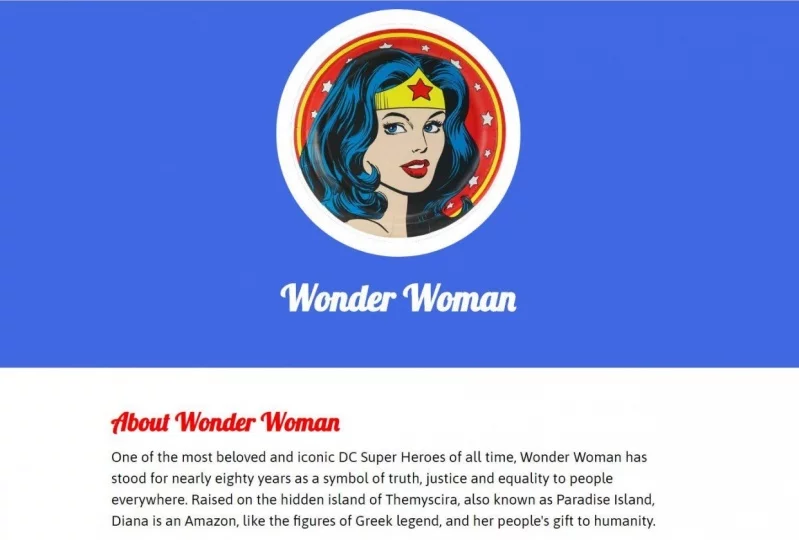 Wonder Woman
About Wonder Woman
One of the most beloved and iconic DC Super Heroes of all time, Wonder Woman has
stood for nearly eighty years as a symbol of truth, justice and equality to people
everywhere. Raised on the hidden island of Themyscira, also known as Paradise Island,
Diana is an Amazon, like the figures of Greek legend, and her people's gift to humanity.